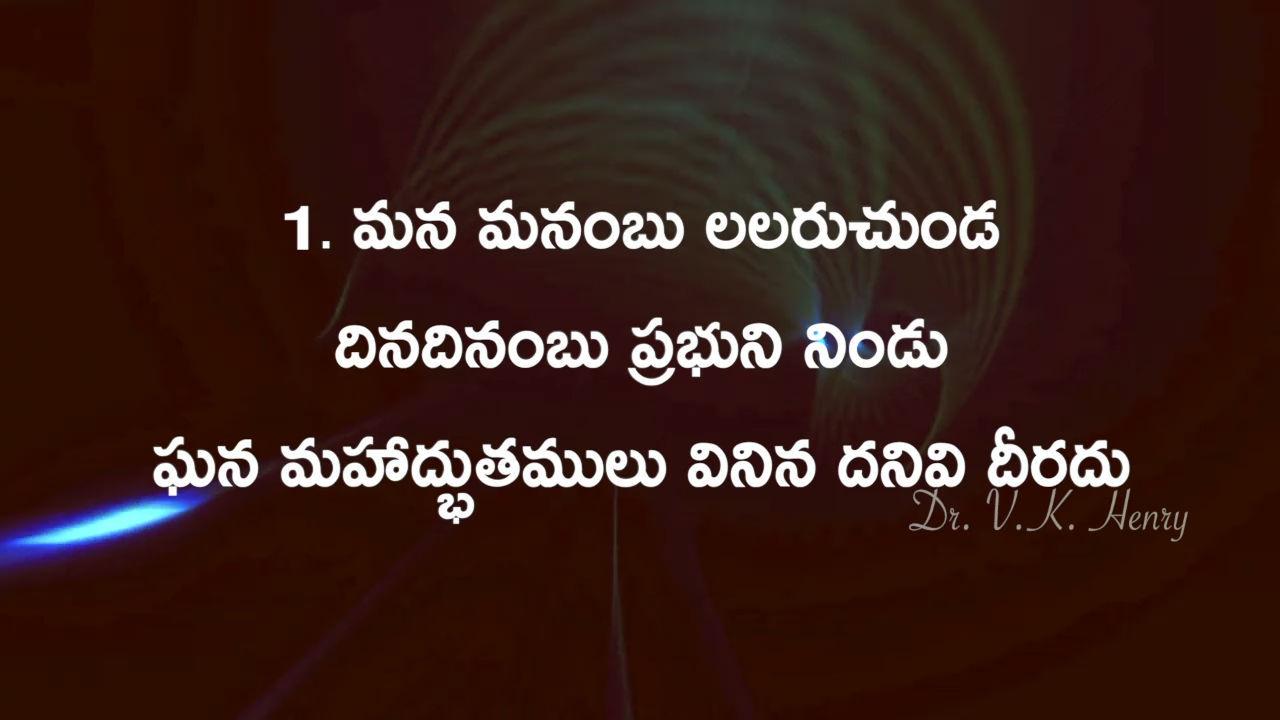 1. మన మనంబు లలరుచుండ
దినదినంబు ప్రభుని నిండు
ఘన మహాద్భుతములు వినిన దనివి దీరదు
Dr. V.K. Henry